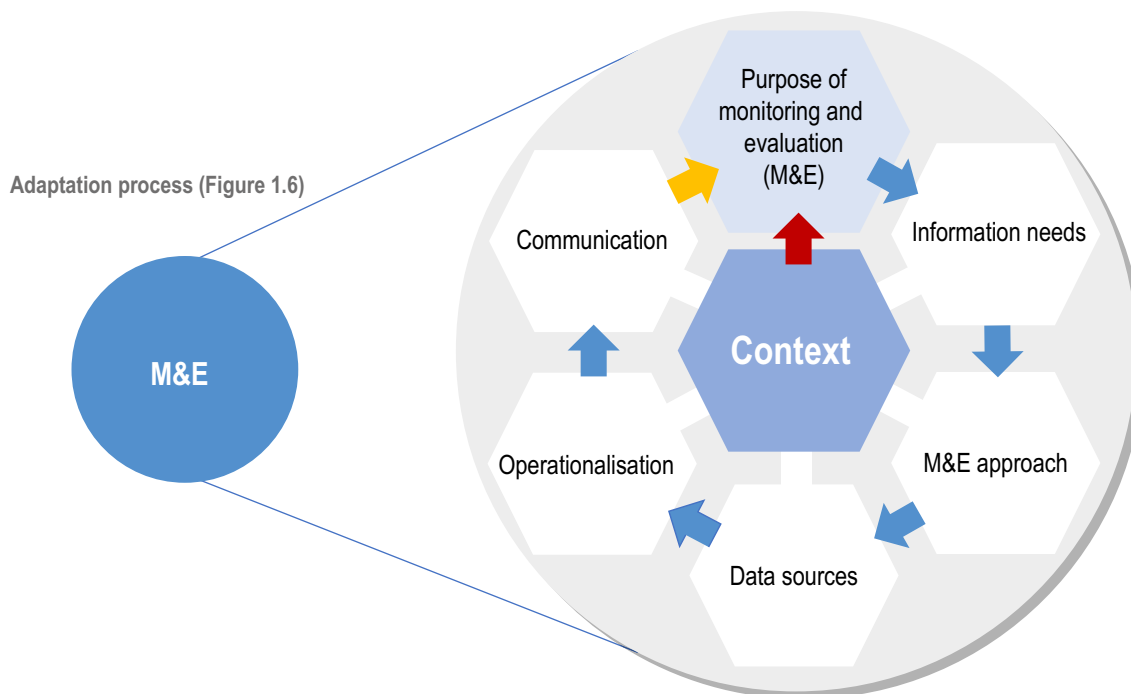 Adaptation process (Figure 1.6)
M&E
Purpose of
monitoring and
evaluation
(M&E)
Information needs
M&E approach
Data sources
Operationalisation
Communication
Context